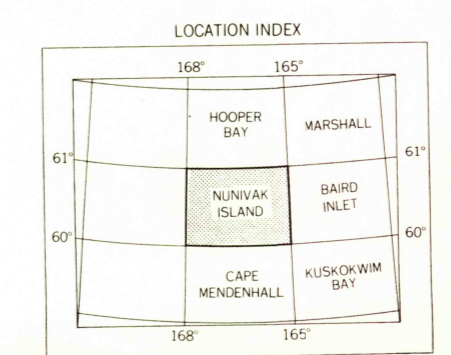 LOCATION INDEX
168° 165°
HOOPER
BAY
MARSHALL
61° 61°
NUNIVAK
ISLAND
BAIRD
INLET
60° 60°
CAPE
MENDENHALL
KUSKOKWIM
BAY
168° 165°